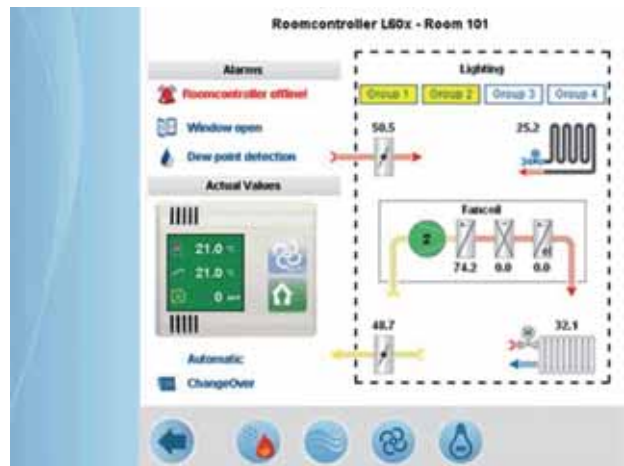 Roomcontroller L60x - Room 101
Alarms
Roomcontroller offline!
Window open
Dew point detection
Actual Values
21.0
21.0
0
Automatic
ChangeOver
Lighting
Group 1 Group 2 Group 3 Group 4
50.5
25.2
Fancoil
2
74.2 0.0 0.0
48.7
32.1